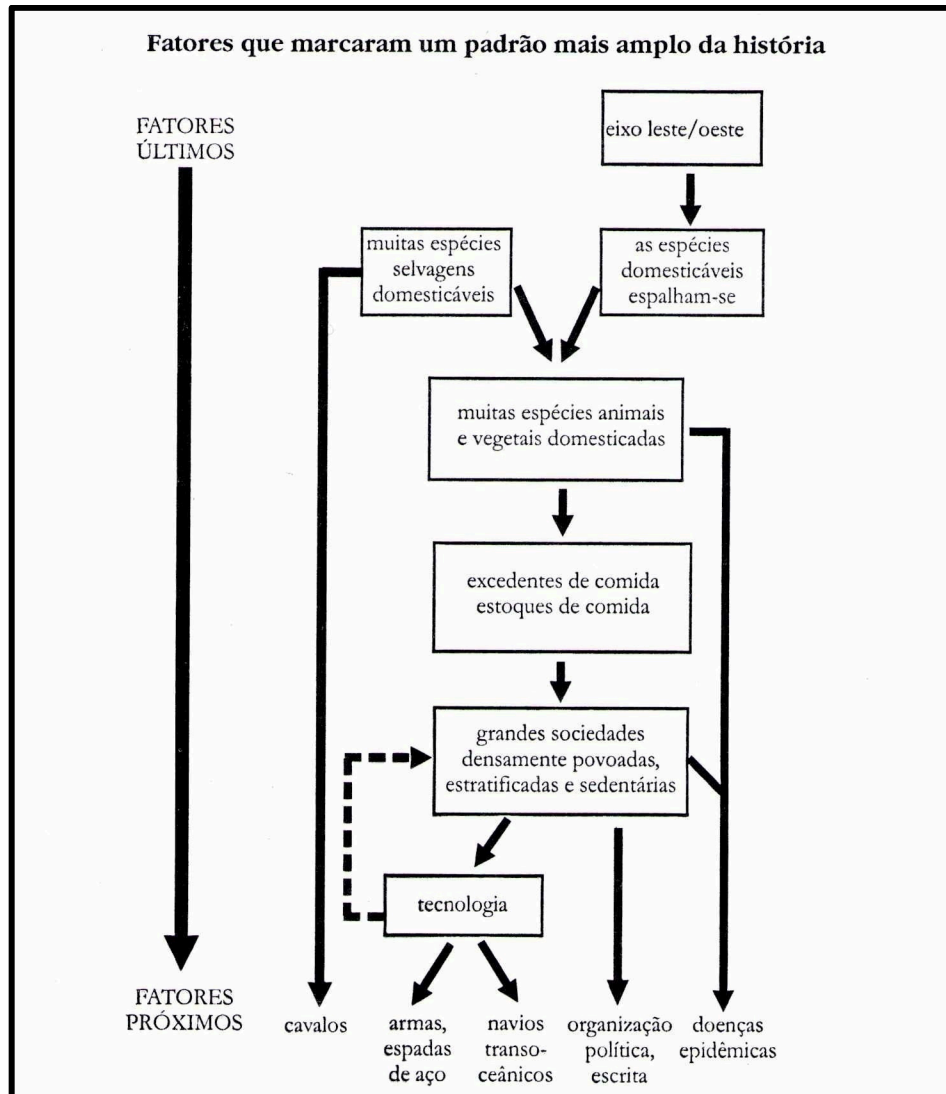 Fatores que marcaram um padrão mais amplo da história
FATORES
ÚLTIMOS
eixo leste/oeste
muitas espécies
selvagens
domesticáveis
as espécies
domesticáveis
espalham-se
muitas espécies animais
e vegetais domesticadas
excedentes de comida
estoques de comida
grandes sociedades
densamente povoadas,
estratificadas e sedentárias
tecnologia
FATORES
PRÓXIMOS
cavalos
armas,
espadas
de aço
navios
transo-
ceânicos
organização
política,
escrita
doenças
epidêmicas